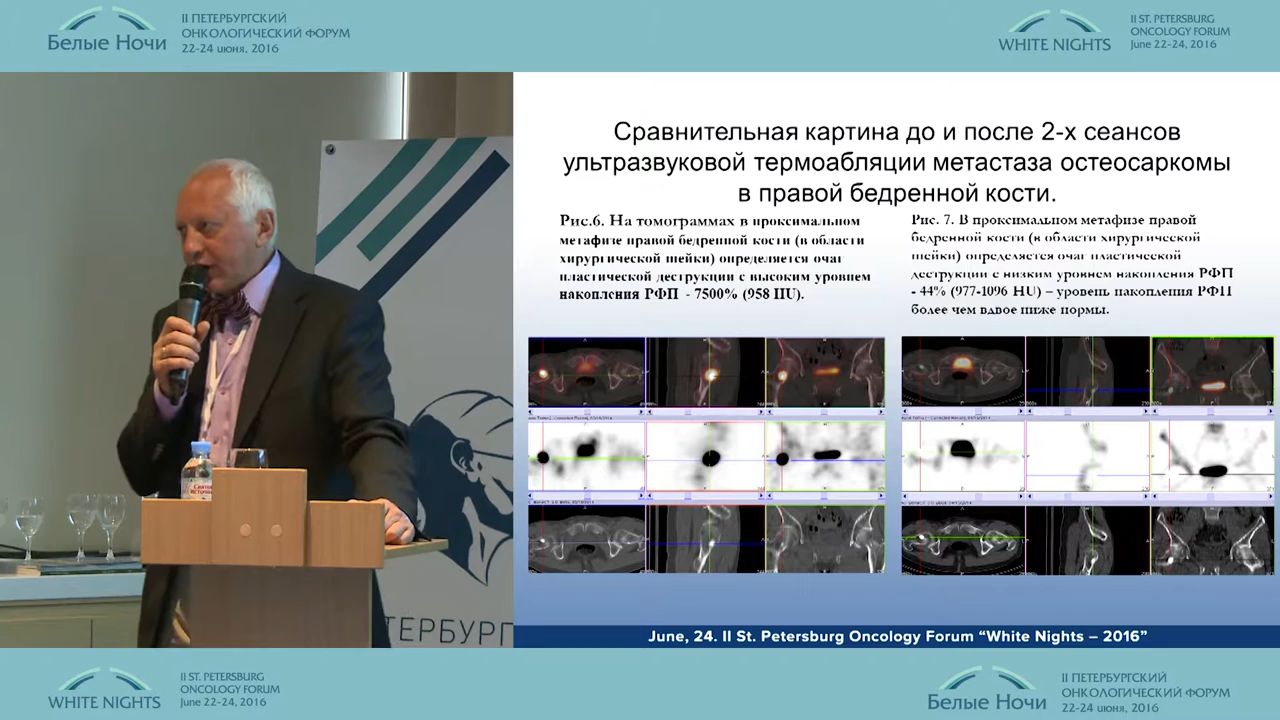 Белые Ночи
II ПЕТЕРБУРГСКИЙ
ОНКОЛОГИЧЕСКИЙ ФОРУМ
22-24 июня, 2016
WHITE NIGHTS
II ST. PETERSBURG
ONCOLOGY FORUM
June 22-24, 2016
Сравнительная картина до и после 2-х сеансов
ультразвуковой термоабляции метастаза остеосаркомы
в правой бедренной кости.
Рис.6. На томограммах в проксимальном
метафизе правой бедренной кости (в области
хирургической шейки) определяется очаг
пластической деструкции с высоким уровнем
накопления РФП - 7500% (958 HU).
Рис. 7. В проксимальном метафизе правой
бедренной кости (в области хирургической
шейки) определяется очаг пластической
деструкции с низким уровнем накопления РФП
- 44% (977-1096 HU) – уровень накопления РФП
более чем вдвое ниже нормы.
ТЕРБУРГ
June, 24. II St. Petersburg Oncology Forum “White Nights – 2016”
WHITE NIGHTS
II ST. PETERSBURG
ONCOLOGY FORUM
June 22-24, 2016
Белые Ночи
II ПЕТЕРБУРГСКИЙ
ОНКОЛОГИЧЕСКИЙ ФОРУМ
22-24 июня, 2016